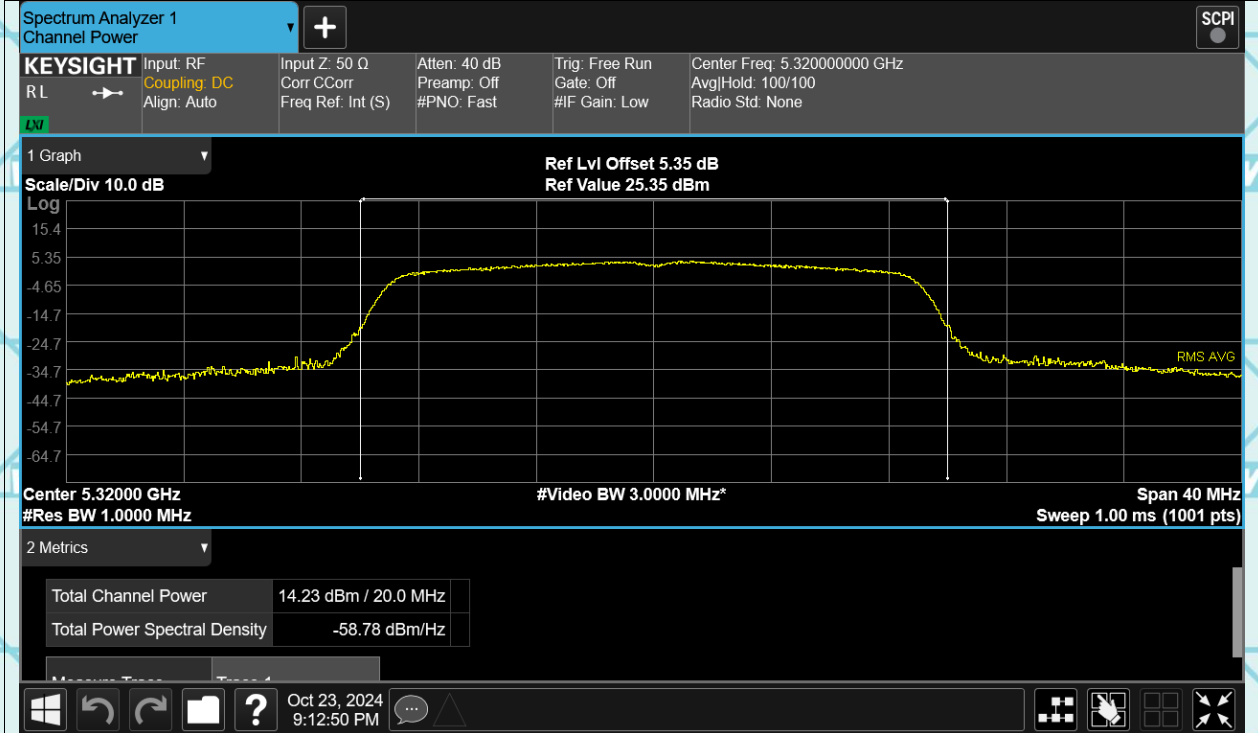 Spectrum Analyzer 1
Channel Power
SCPI
KEYSIGHT
R L
LXI
Input: RF
Coupling: DC
Align: Auto
Input Z: 50 Ω
Corr CCorr
Freq Ref: Int (S)
Atten: 40 dB
Preamp: Off
#PNO: Fast
Trig: Free Run
Gate: Off
#IF Gain: Low
Center Freq: 5.320000000 GHz
Avg|Hold: 100/100
Radio Std: None
1 Graph
Ref Lvl Offset 5.35 dB
Scale/Div 10.0 dB
Ref Value 25.35 dBm
Log
15.4
5.35
-4.65
-14.7
-24.7
-34.7
-44.7
-54.7
-64.7
RMS AVG
Center 5.32000 GHz
#Video BW 3.0000 MHz*
Span 40 MHz
#Res BW 1.0000 MHz
Sweep 1.00 ms (1001 pts)
2 Metrics
Total Channel Power 14.23 dBm / 20.0 MHz
Total Power Spectral Density -58.78 dBm/Hz
Measure Trace Trace 1
?
Oct 23, 2024
9:12:50 PM